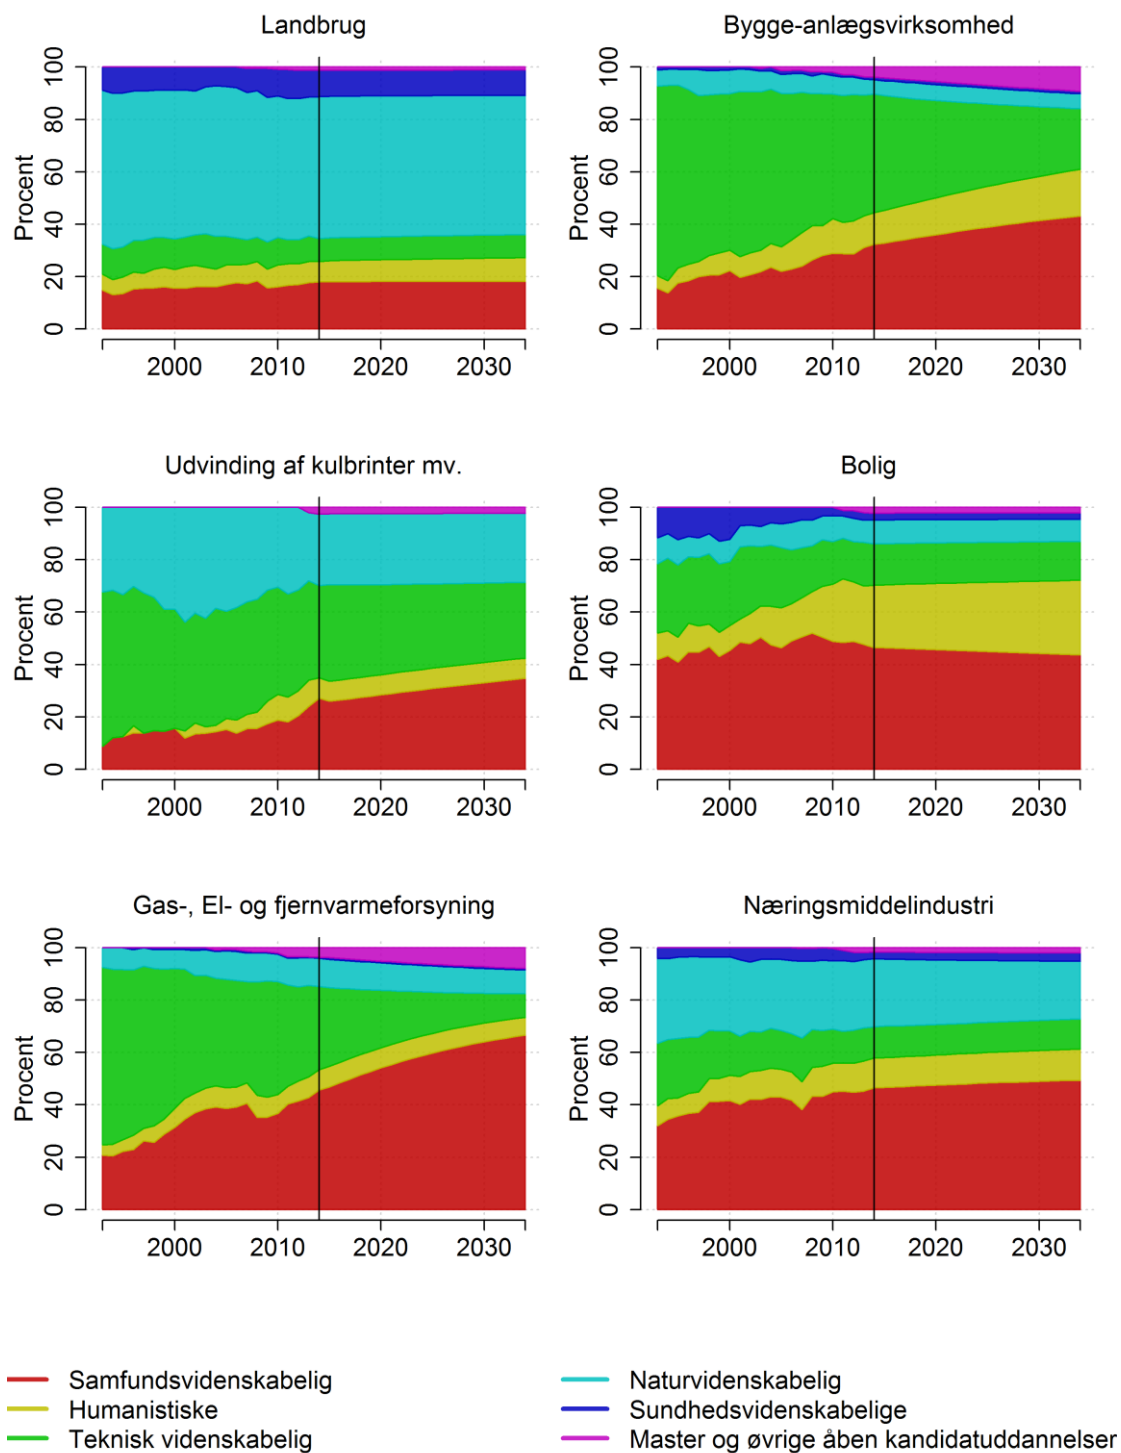 Landbrug
Procent
0 20 40 60 80 100
2000 2010 2020 2030
Bygge-anlægsvirksomhed
Procent
0 20 40 60 80 100
2000 2010 2020 2030
Udvinding af kulbrinter mv.
Procent
0 20 40 60 80 100
2000 2010 2020 2030
Bolig
Procent
0 20 40 60 80 100
2000 2010 2020 2030
Gas-, El- og fjernvarmeforsyning
Procent
0 20 40 60 80 100
2000 2010 2020 2030
Næringsmiddelindustri
Procent
0 20 40 60 80 100
2000 2010 2020 2030
Samfundsvidenskabelig
Humanistiske
Teknisk videnskabelig
Naturvidenskabelig
Sundhedsvidenskabelige
Master og øvrige åben kandidatuddannelser